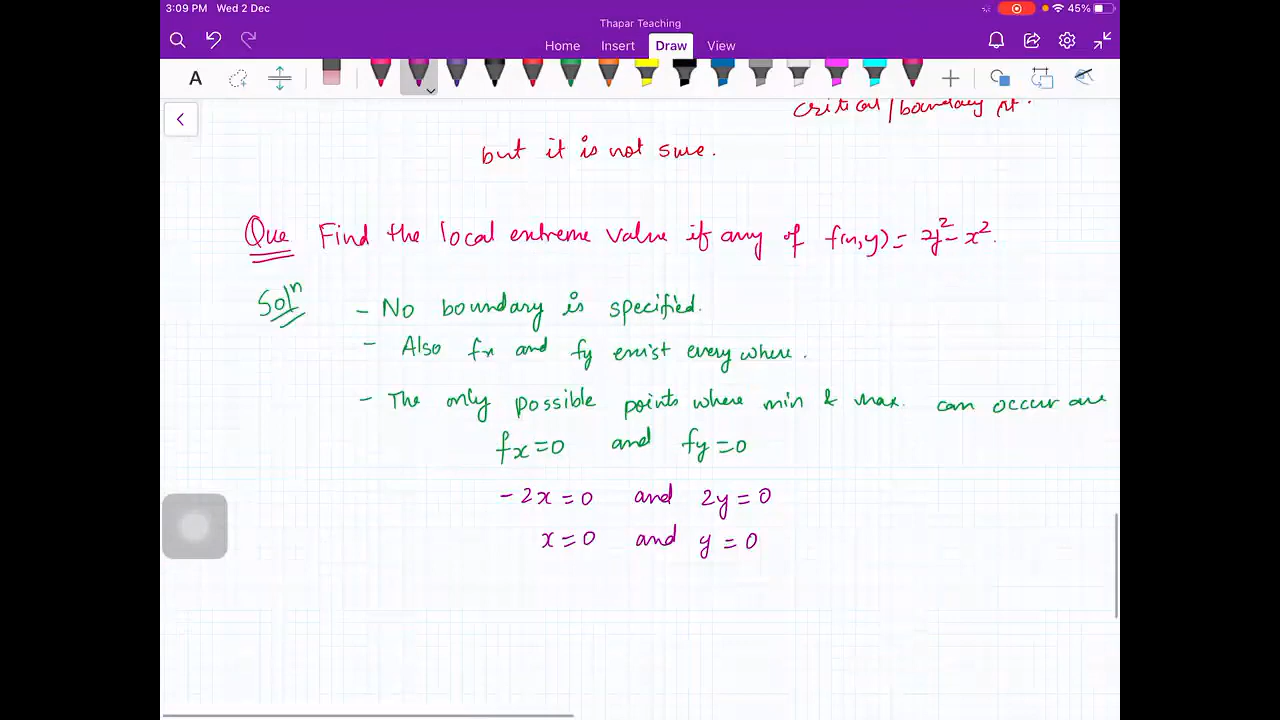 3:09 PM Wed 2 Dec
45%
Thapar Teaching
Home Insert Draw View
A
critical/boundary pt.
but it is not sure.
Que Find the local extreme value if any of f(x,y) = y² - x².
Solⁿ - No boundary is specified.
- Also fx and fy exist every where.
- The only possible points where min & max. can occur are
fx = 0 and fy = 0
- 2x = 0 and 2y = 0
x = 0 and y = 0